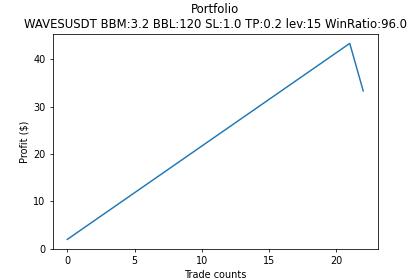 Portfolio
WAVESUSDT BBM:3.2 BBL:120 SL:1.0 TP:0.2 lev:15 WinRatio:96.0
40
30
20
10
0
Profit ($)
0 5 10 15 20
Trade counts